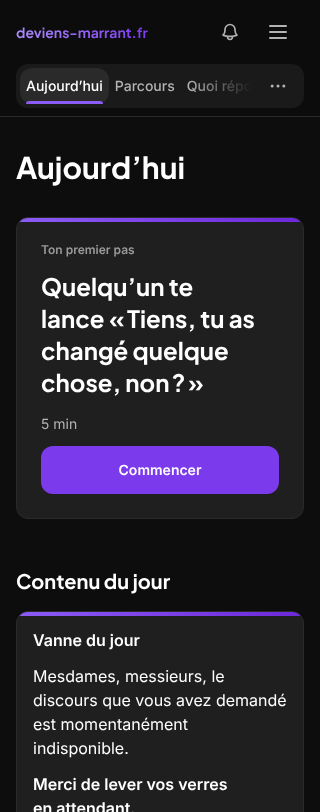 deviens-marrant.fr
Aujourd’hui Parcours Quoi répo
Aujourd’hui
Ton premier pas
Quelqu’un te
lance « Tiens, tu as
changé quelque
chose, non ? »
5 min
Commencer
Contenu du jour
Vanne du jour
Mesdames, messieurs, le
discours que vous avez demandé
est momentanément
indisponible.
Merci de lever vos verres
en attendant.